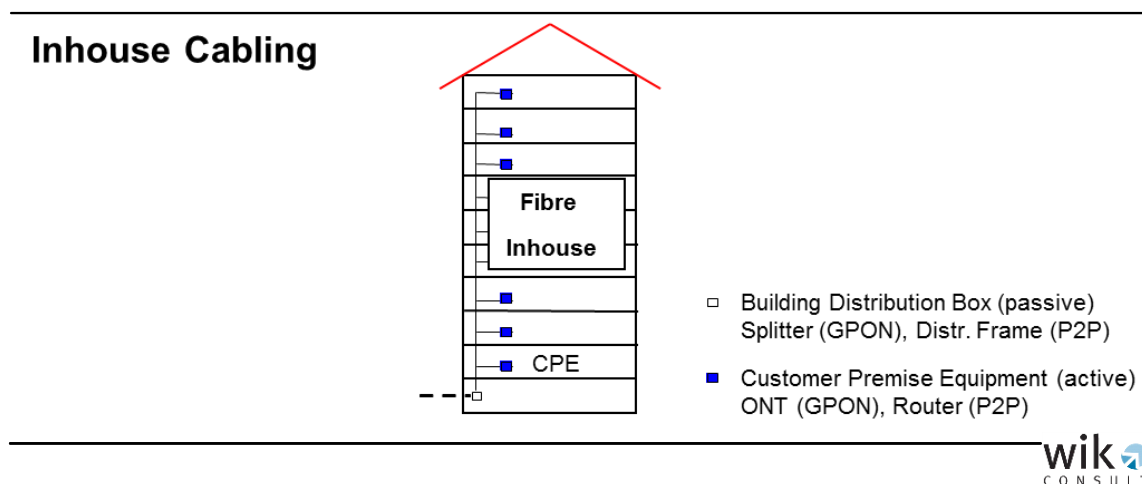 Inhouse Cabling
Fibre
Inhouse
CPE
Building Distribution Box (passive)
Splitter (GPON), Distr. Frame (P2P)
Customer Premise Equipment (active)
ONT (GPON), Router (P2P)
wik
CONSULT